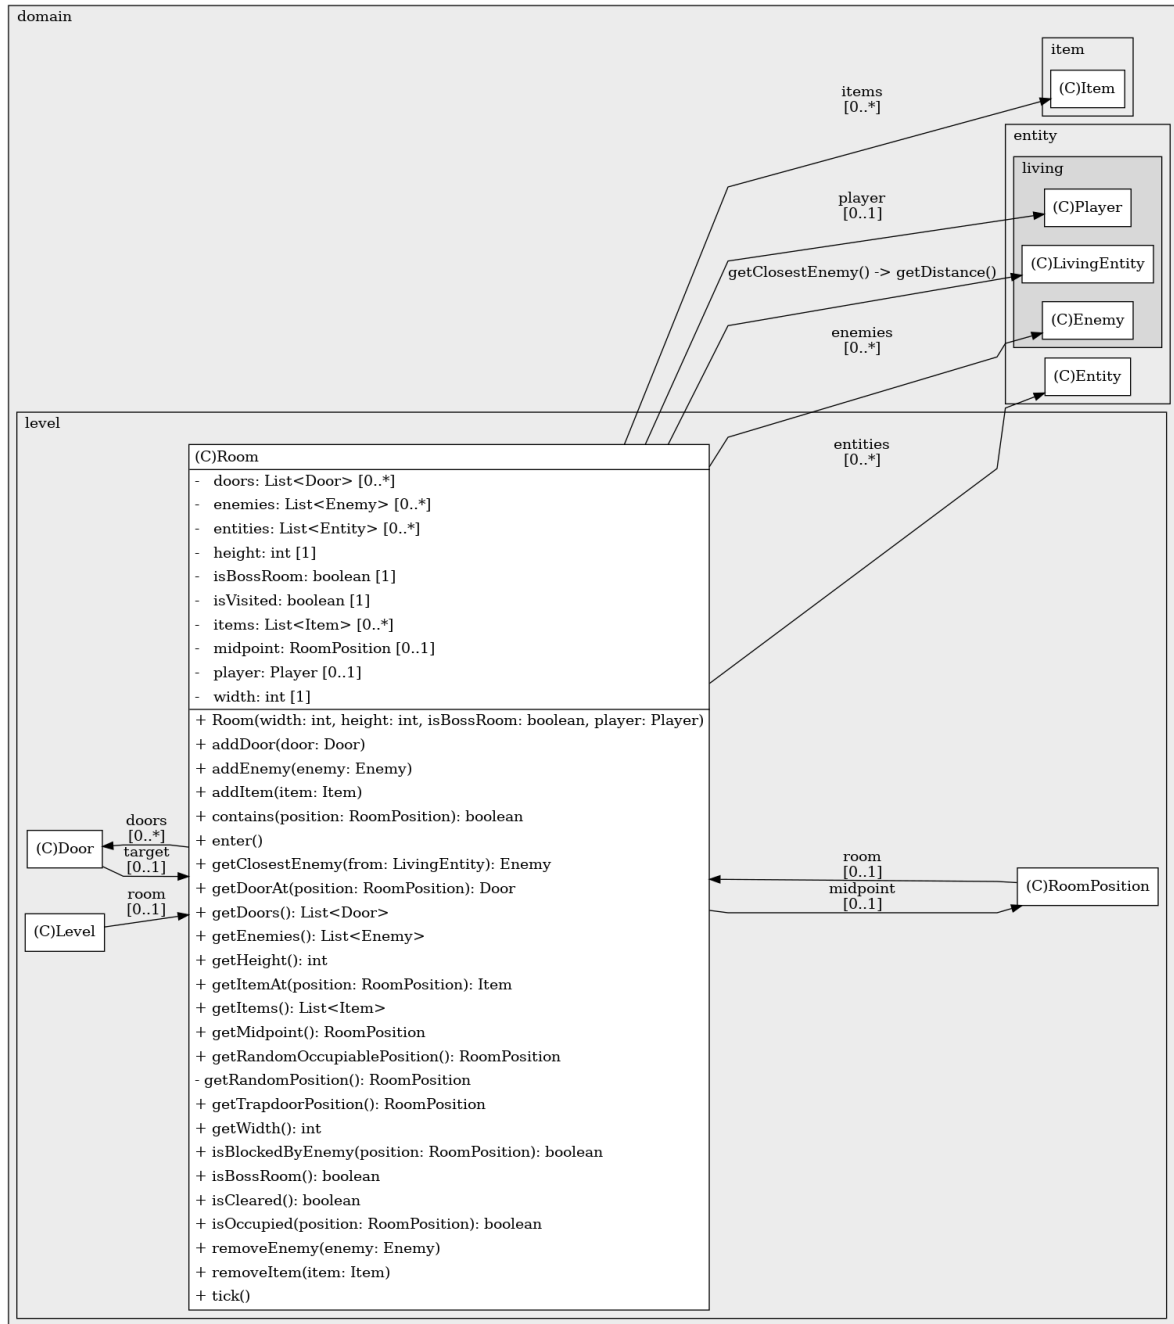 domain
item
(C)Item
items
[0..*]
entity
living
(C)Player
player
[0..1]
getClosestEnemy() -> getDistance()
(C)LivingEntity
enemies
[0..*]
(C)Enemy
(C)Entity
entities
[0..*]
level
(C)Room
- doors: List<Door> [0..*]
- enemies: List<Enemy> [0..*]
- entities: List<Entity> [0..*]
- height: int [1]
- isBossRoom: boolean [1]
- isVisited: boolean [1]
- items: List<Item> [0..*]
- midpoint: RoomPosition [0..1]
- player: Player [0..1]
- width: int [1]
+ Room(width: int, height: int, isBossRoom: boolean, player: Player)
+ addDoor(door: Door)
+ addEnemy(enemy: Enemy)
+ addItem(item: Item)
+ contains(position: RoomPosition): boolean
+ enter()
+ getClosestEnemy(from: LivingEntity): Enemy
+ getDoorAt(position: RoomPosition): Door
+ getDoors(): List<Door>
+ getEnemies(): List<Enemy>
+ getHeight(): int
+ getItemAt(position: RoomPosition): Item
+ getItems(): List<Item>
+ getMidpoint(): RoomPosition
+ getRandomOccupiablePosition(): RoomPosition
- getRandomPosition(): RoomPosition
+ getTrapdoorPosition(): RoomPosition
+ getWidth(): int
+ isBlockedByEnemy(position: RoomPosition): boolean
+ isBossRoom(): boolean
+ isCleared(): boolean
+ isOccupied(position: RoomPosition): boolean
+ removeEnemy(enemy: Enemy)
+ removeItem(item: Item)
+ tick()
doors
[0..*]
(C)Door
target
[0..1]
room
[0..1]
(C)Level
room
[0..1]
(C)RoomPosition
midpoint
[0..1]